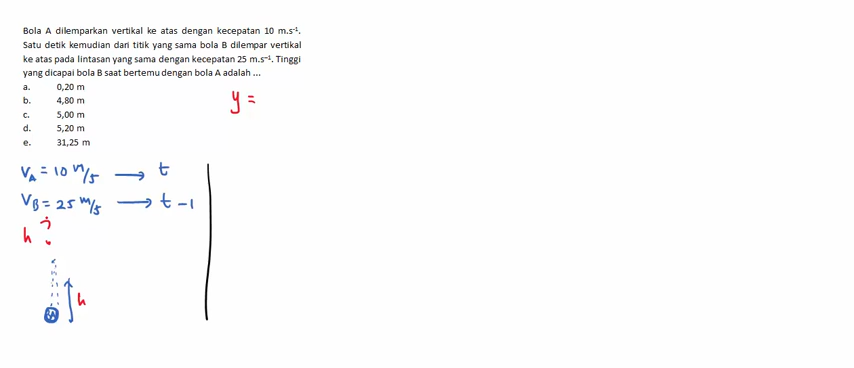 Bola A dilemparkan vertikal ke atas dengan kecepatan 10 m.s⁻¹.
Satu detik kemudian dari titik yang sama bola B dilempar vertikal
ke atas pada lintasan yang sama dengan kecepatan 25 m.s⁻¹. Tinggi
yang dicapai bola B saat bertemu dengan bola A adalah ...
a. 0,20 m
b. 4,80 m
c. 5,00 m
d. 5,20 m
e. 31,25 m
y =
V_A = 10 m/s → t
V_B = 25 m/s → t - 1
h ?
h